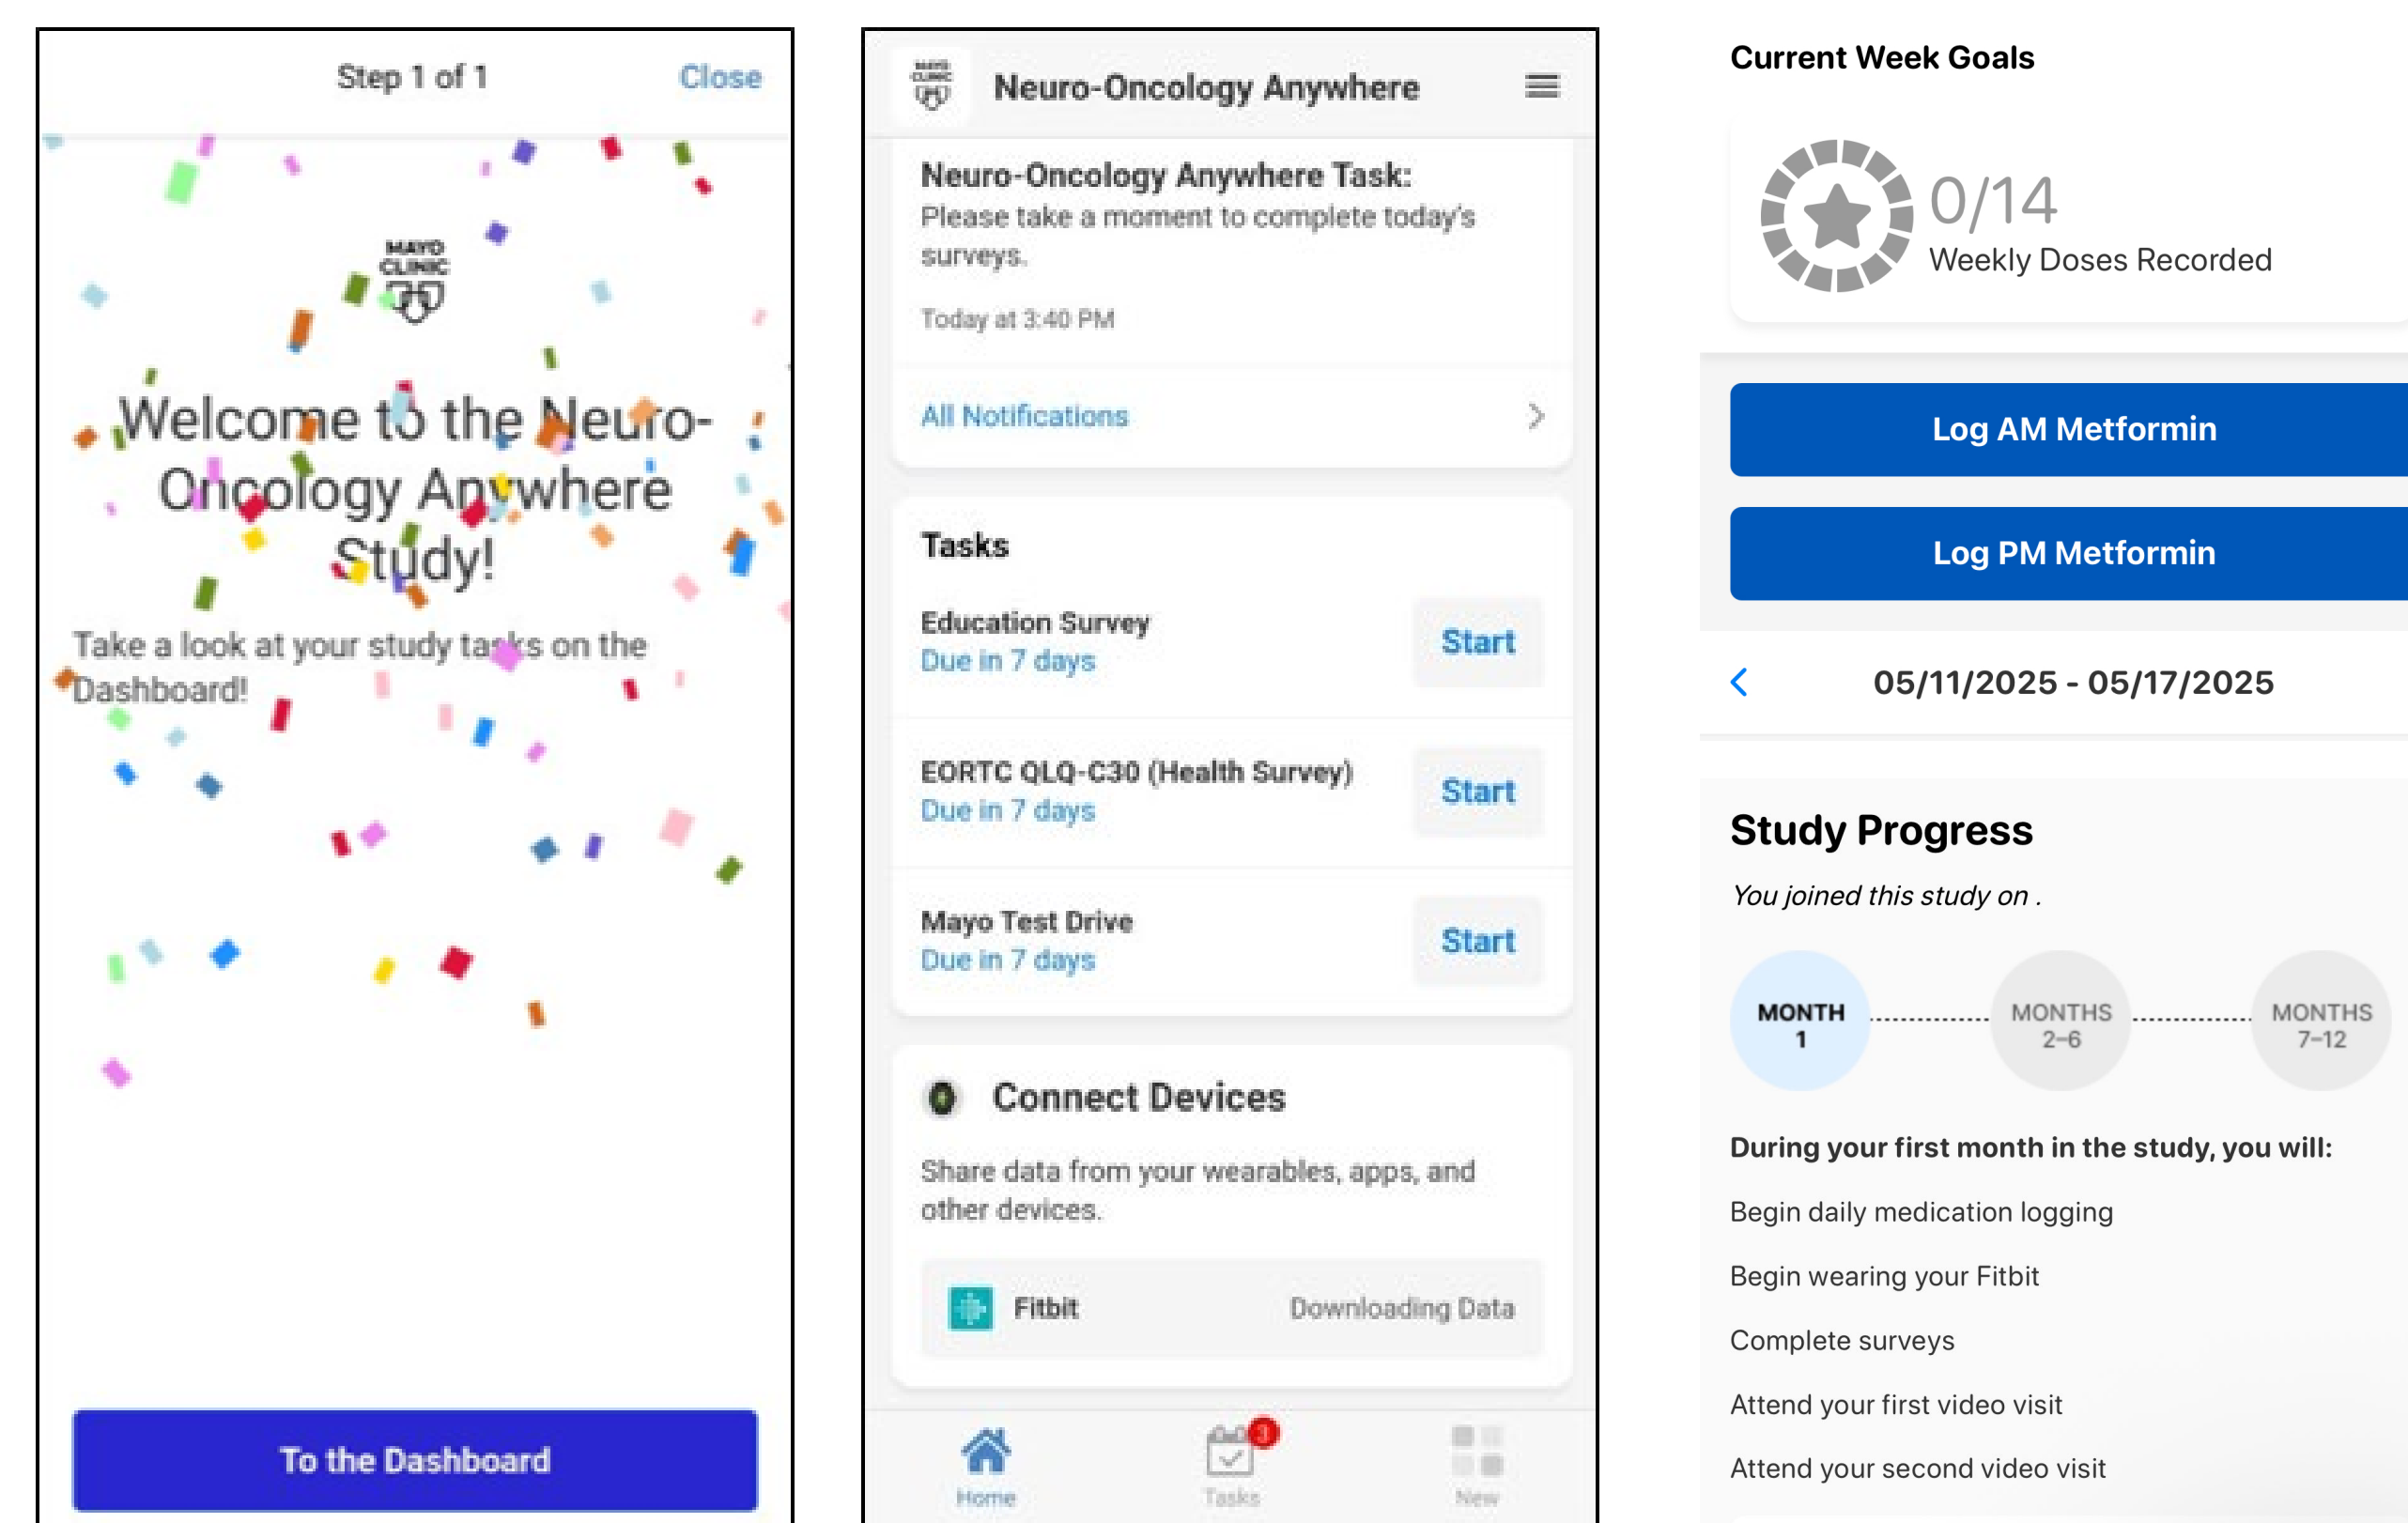 Step 1 of 1
Close
MAYO
CLINIC
Welcome to the Neuro-
Oncology Anywhere
Study!
Take a look at your study tasks on the
Dashboard!
To the Dashboard
MAYO
CLINIC
Neuro-Oncology Anywhere
Neuro-Oncology Anywhere Task:
Please take a moment to complete today's
surveys.
Today at 3:40 PM
All Notifications
Tasks
Education Survey
Due in 7 days
Start
EORTC QLQ-C30 (Health Survey)
Due in 7 days
Start
Mayo Test Drive
Due in 7 days
Start
Connect Devices
Share data from your wearables, apps, and
other devices.
Fitbit
Downloading Data
3
Home
Tasks
New
Current Week Goals
0/14
Weekly Doses Recorded
Log AM Metformin
Log PM Metformin
05/11/2025 - 05/17/2025
Study Progress
You joined this study on .
MONTH
1
MONTHS
2–6
MONTHS
7–12
During your first month in the study, you will:
Begin daily medication logging
Begin wearing your Fitbit
Complete surveys
Attend your first video visit
Attend your second video visit